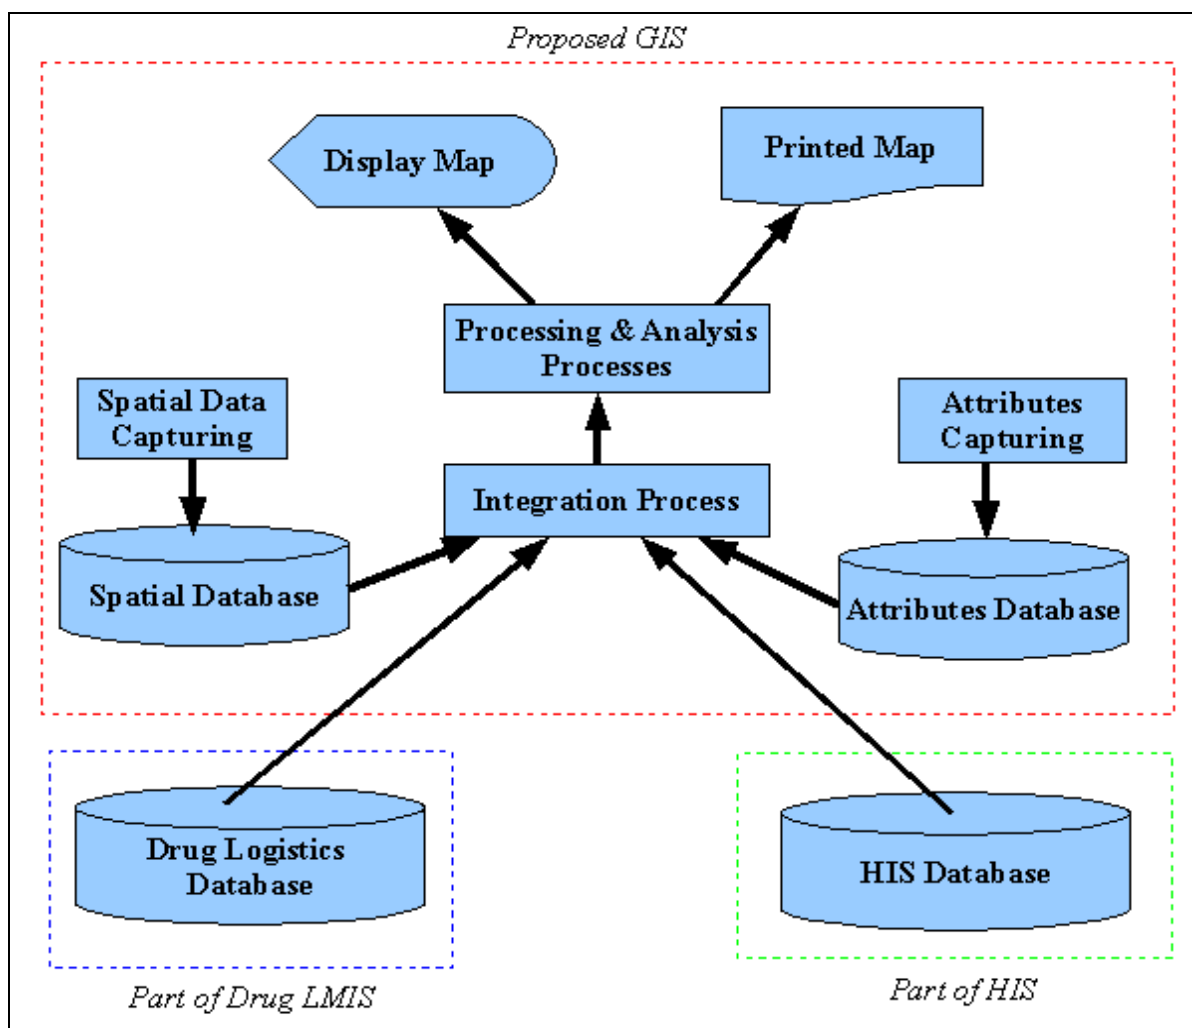 Proposed GIS
Display Map
Printed Map
Processing & Analysis
Processes
Spatial Data
Capturing
Attributes
Capturing
Integration Process
Spatial Database
Attributes Database
Drug Logistics
Database
HIS Database
Part of Drug LMIS
Part of HIS